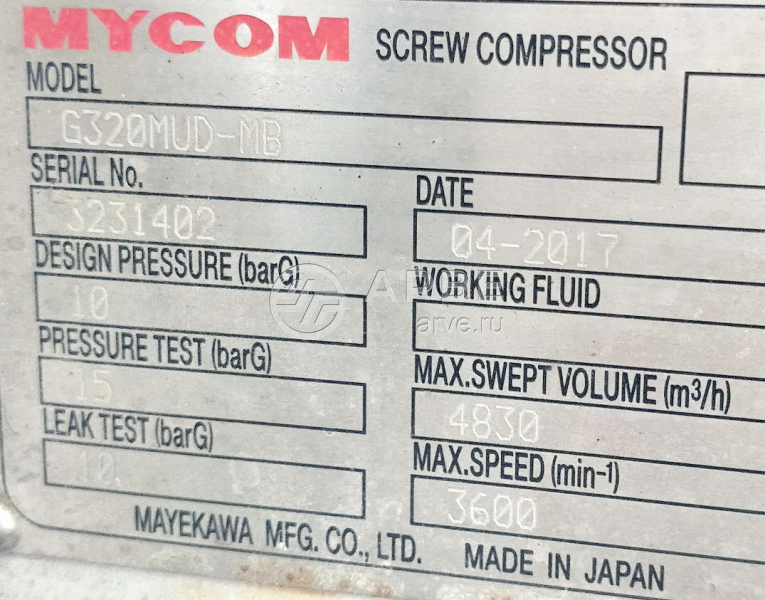 MYCOM SCREW COMPRESSOR
MODEL
G320MUD-MB
SERIAL No.
3231402
DATE
04-2017
DESIGN PRESSURE (barG)
10
WORKING FLUID
arve.ru
PRESSURE TEST (barG)
15
MAX.SWEPT VOLUME (m³/h)
4830
LEAK TEST (barG)
10
MAX.SPEED (min-¹)
3600
MAYEKAWA MFG. CO., LTD. MADE IN JAPAN